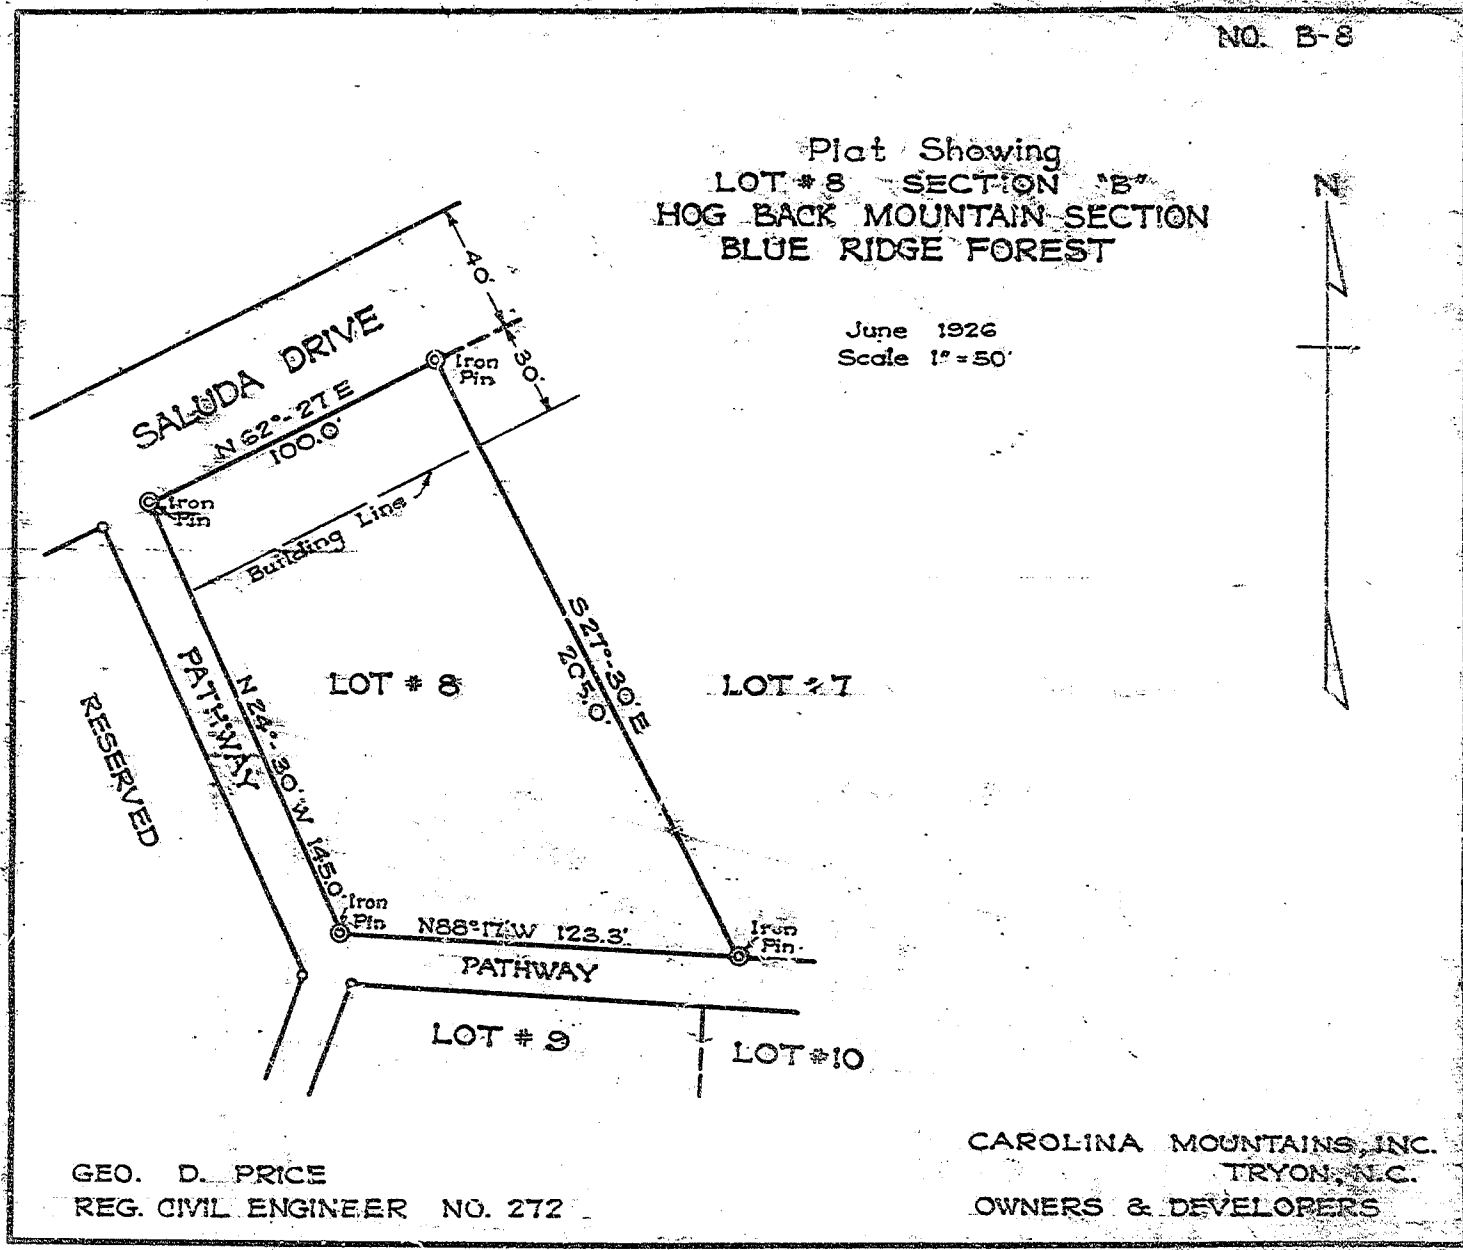 NO. B-8
Plat Showing
LOT # 8 SECTION "B"
HOG BACK MOUNTAIN SECTION
BLUE RIDGE FOREST
June 1926
Scale 1" = 50'
N
40'
30'
SALUDA DRIVE
N 62°-27 E
100.0'
Iron
Pin
Iron
Pin
Building Line
PATHWAY
RESERVED
N 24°-30' W 145.0'
LOT # 8
S 27°-30' E
205.0'
LOT # 7
Iron
Pin
N88°17'W 123.3'
Iron
Pin
PATHWAY
LOT # 9
LOT #10
GEO. D. PRICE
REG. CIVIL ENGINEER NO. 272
CAROLINA MOUNTAINS, INC.
TRYON, N.C.
OWNERS & DEVELOPERS